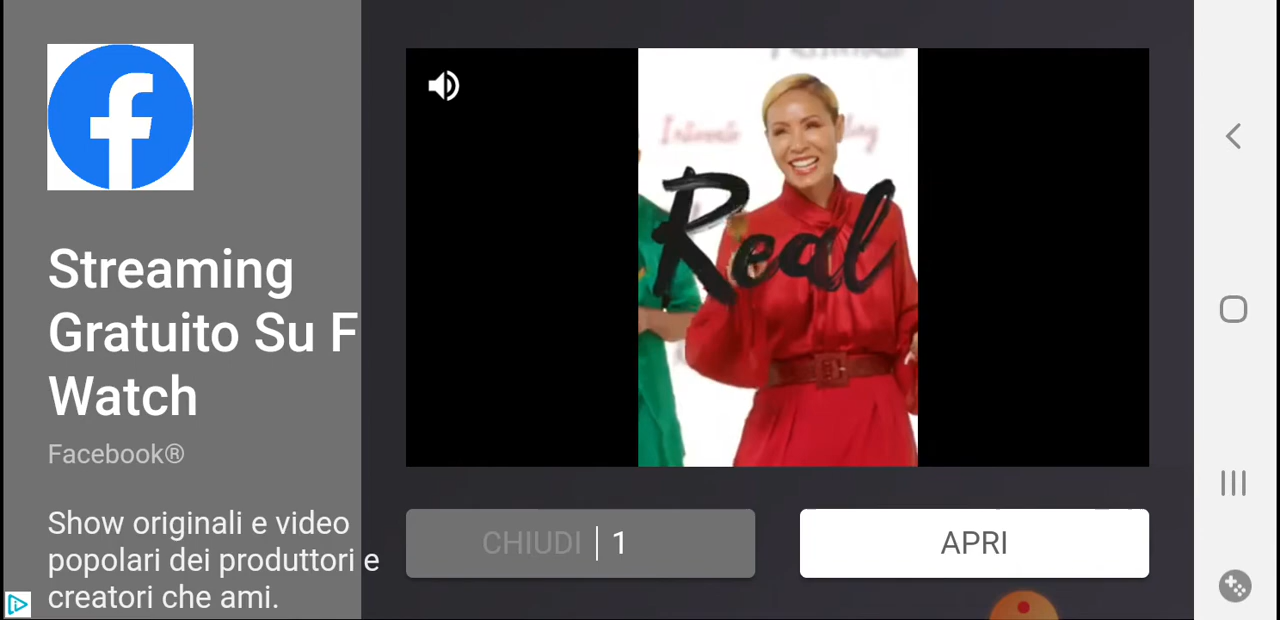 Streaming
Gratuito Su F
Watch
Facebook®
Show originali e video
popolari dei produttori e
creatori che ami.
Real
CHIUDI | 1
APRI